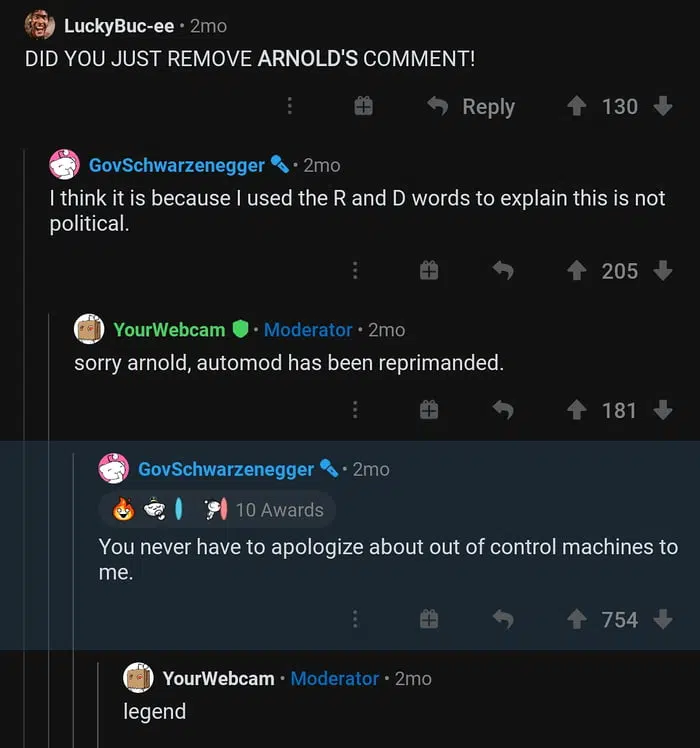 LuckyBuc-ee • 2mo
DID YOU JUST REMOVE ARNOLD'S COMMENT!
Reply 130
GovSchwarzenegger • 2mo
I think it is because I used the R and D words to explain this is not
political.
205
YourWebcam • Moderator • 2mo
sorry arnold, automod has been reprimanded.
181
GovSchwarzenegger • 2mo
10 Awards
You never have to apologize about out of control machines to
me.
754
YourWebcam • Moderator • 2mo
legend